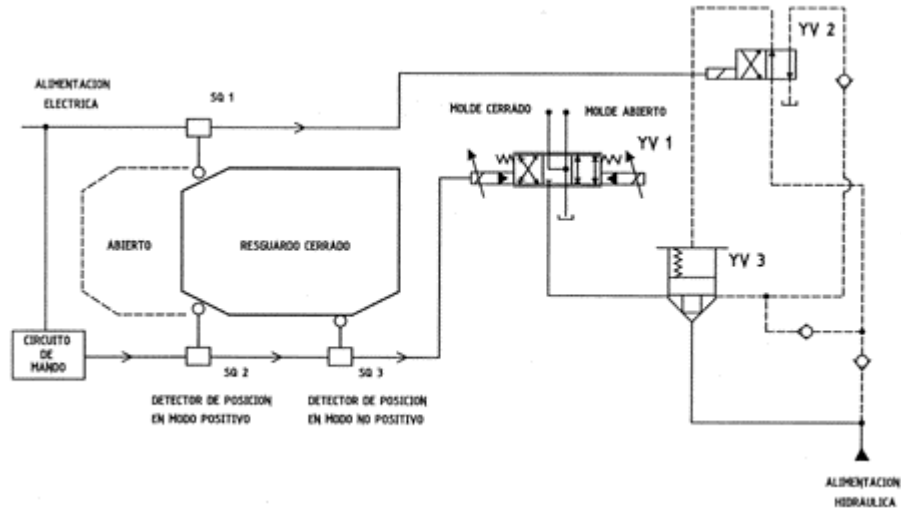 YV 2
ALIMENTACION
ELECTRICA
SQ 1
MOLDE CERRADO
MOLDE ABIERTO
YV 1
ABIERTO
RESGUARDO CERRADO
YV 3
CIRCUITO
DE
MANDO
SQ 2
SQ 3
DETECTOR DE POSICION
EN MODO POSITIVO
DETECTOR DE POSICION
EN MODO NO POSITIVO
ALIMENTACION
HIDRAULICA